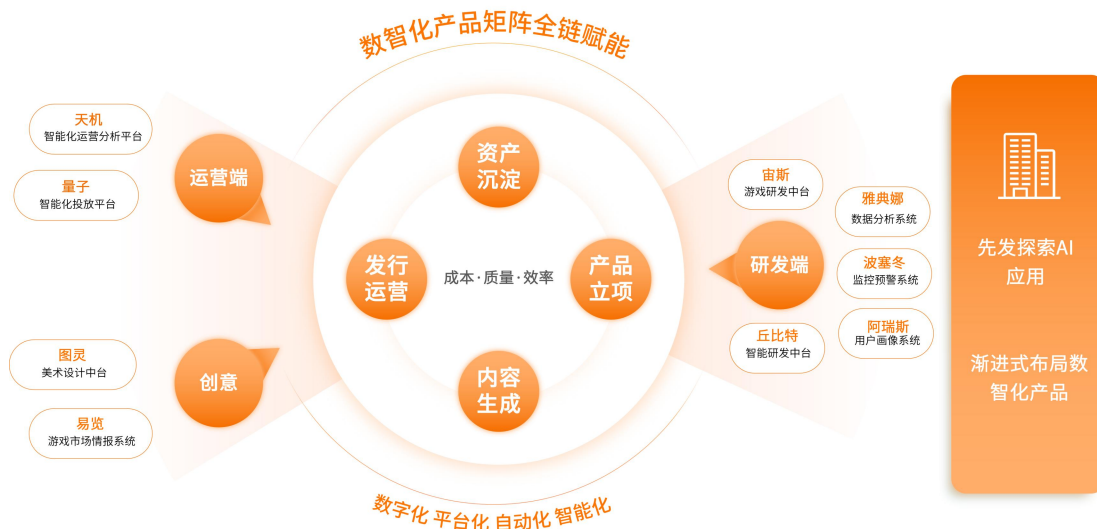 数智化产品矩阵全链赋能
天机
智能化运营分析平台
量子
智能化投放平台
运营端
图灵
美术设计中台
易览
游戏市场情报系统
创意
资产
沉淀
发行
运营
成本·质量·效率
产品
立项
内容
生成
宙斯
游戏研发中台
雅典娜
数据分析系统
研发端
波塞冬
监控预警系统
丘比特
智能研发中台
阿瑞斯
用户画像系统
先发探索AI
应用
渐进式布局数
智化产品
数字化 平台化 自动化 智能化